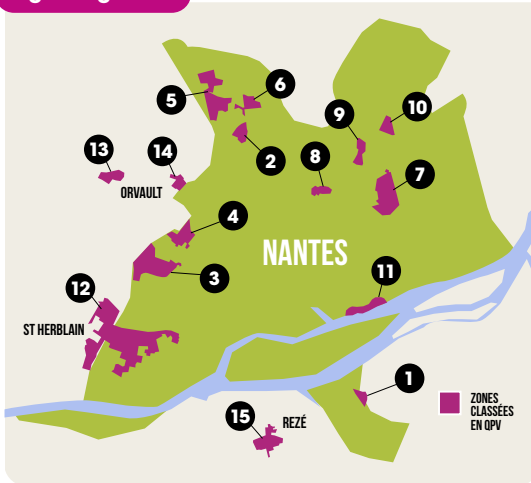 5
6
9
10
13
14
2
8
7
ORVAULT
4
NANTES
3
11
12
ST HERBLAIN
1
15
REZÉ
ZONES
CLASSÉES
EN QPV